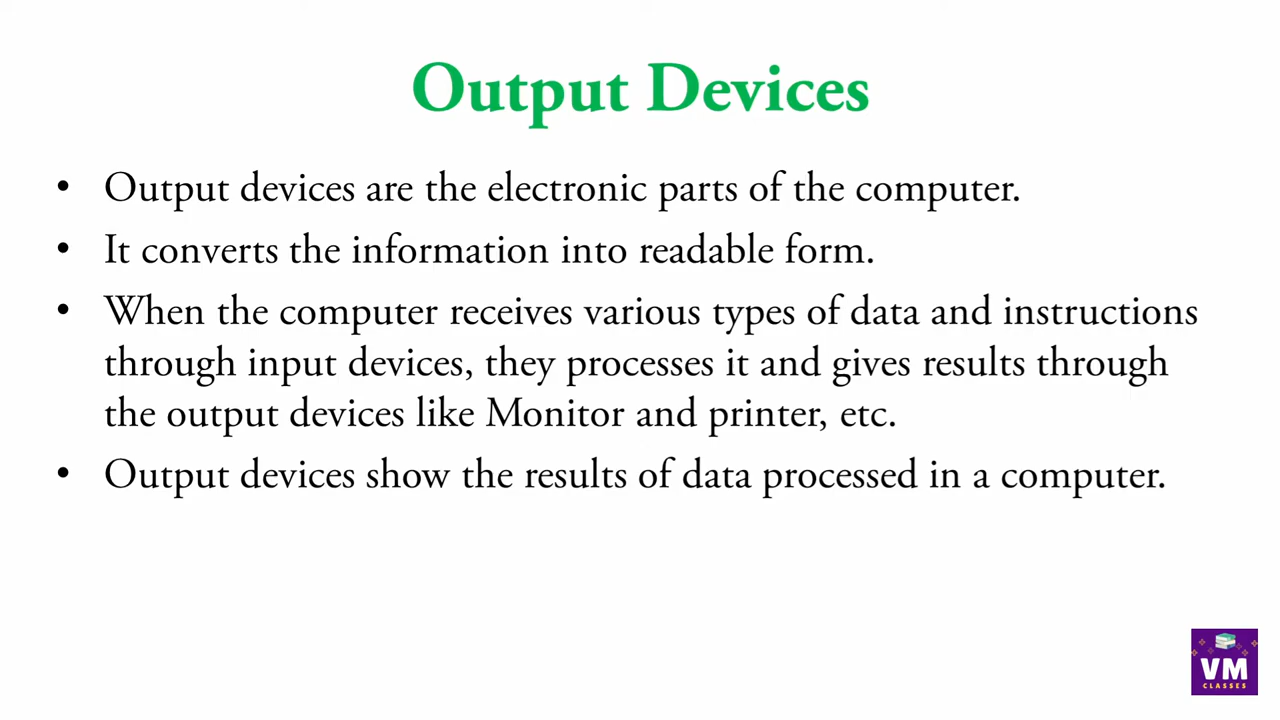 Output Devices
• Output devices are the electronic parts of the computer.
• It converts the information into readable form.
• When the computer receives various types of data and instructions
through input devices, they processes it and gives results through
the output devices like Monitor and printer, etc.
• Output devices show the results of data processed in a computer.
VM
CLASSES